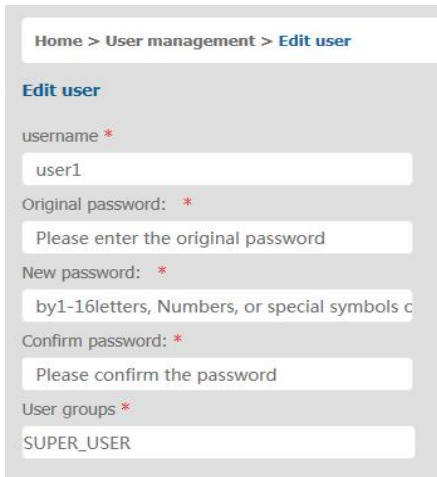 Home > User management > Edit user
Edit user
username *
user1
Original password: *
Please enter the original password
New password: *
by1-16letters, Numbers, or special symbols c
Confirm password: *
Please confirm the password
User groups *
SUPER_USER